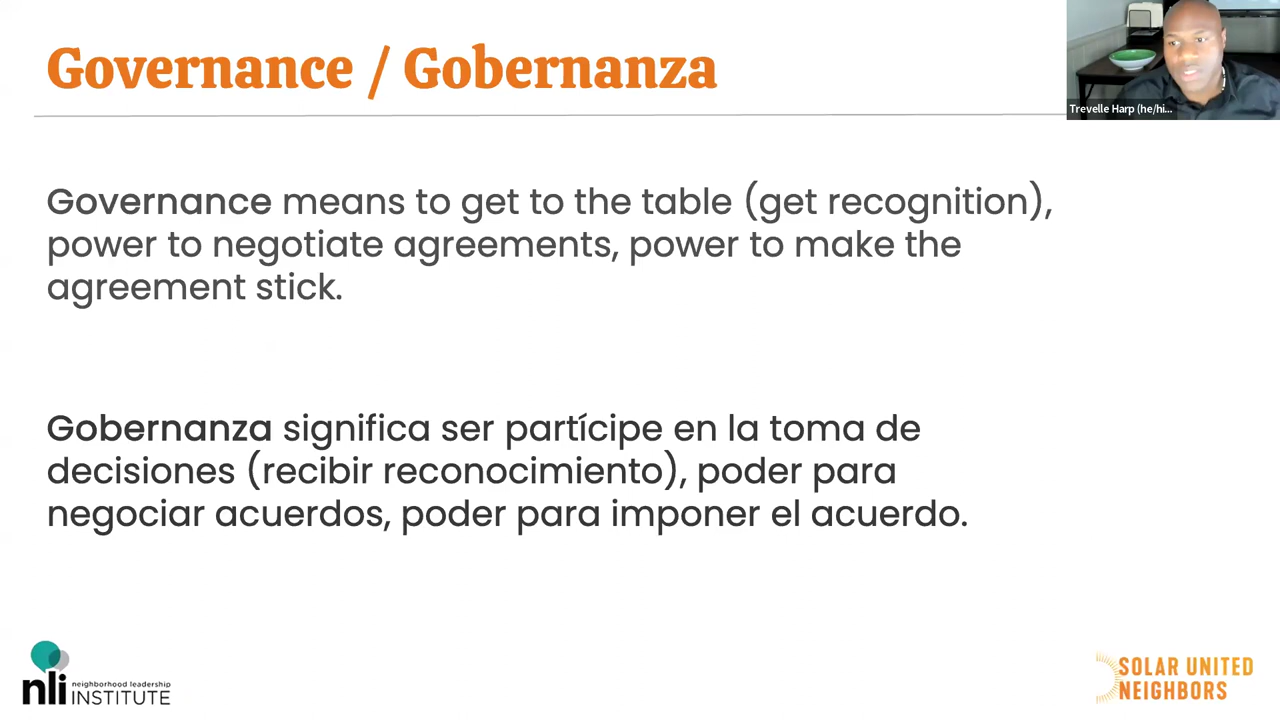 Governance / Gobernanza
Trevelle Harp (he/hi...
Governance means to get to the table (get recognition),
power to negotiate agreements, power to make the
agreement stick.
Gobernanza significa ser partícipe en la toma de
decisiones (recibir reconocimiento), poder para
negociar acuerdos, poder para imponer el acuerdo.
nli neighborhood leadership
INSTITUTE
SOLAR UNITED
NEIGHBORS